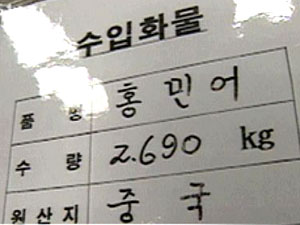 수입화물
품 명 홍민어
수 량 2.690 kg
원산지 중국